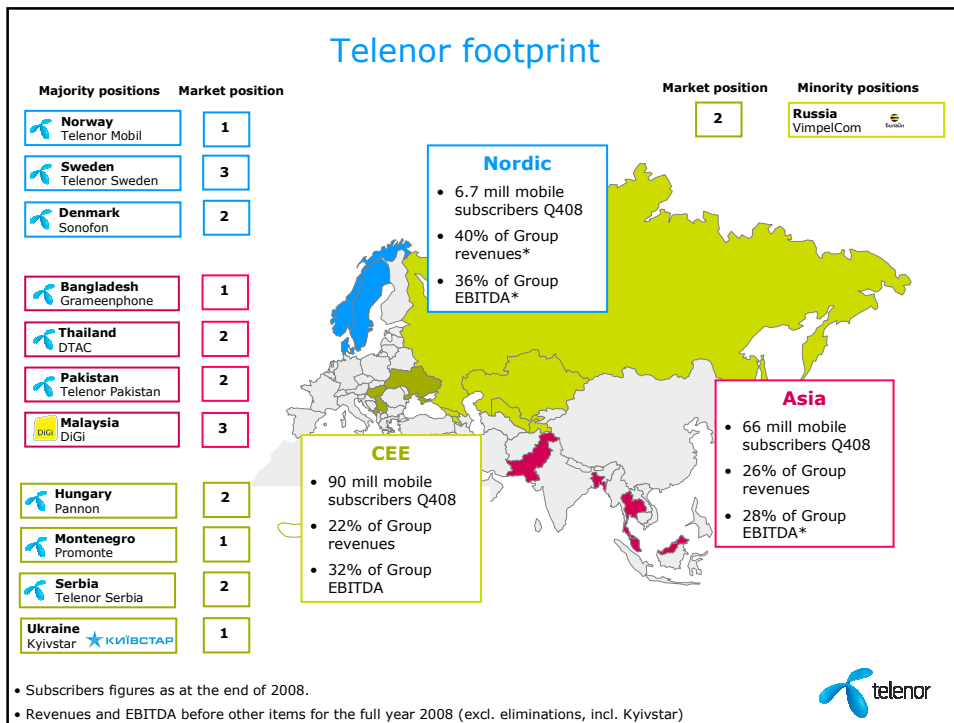 Telenor footprint
Majority positions
Market position
Norway
Telenor Mobil
1
Sweden
Telenor Sweden
3
Denmark
Sonofon
2
Bangladesh
Grameenphone
1
Thailand
DTAC
2
Pakistan
Telenor Pakistan
2
DiGi
Malaysia
DiGi
3
Hungary
Pannon
2
Montenegro
Promonte
1
Serbia
Telenor Serbia
2
Ukraine
Kyivstar
КИЇВСТАР
1
Market position
Minority positions
2
Russia
VimpelCom
Билайн
Nordic
• 6.7 mill mobile
subscribers Q408
• 40% of Group
revenues*
• 36% of Group
EBITDA*
CEE
• 90 mill mobile
subscribers Q408
• 22% of Group
revenues
• 32% of Group
EBITDA
Asia
• 66 mill mobile
subscribers Q408
• 26% of Group
revenues
• 28% of Group
EBITDA*
• Subscribers figures as at the end of 2008.
• Revenues and EBITDA before other items for the full year 2008 (excl. eliminations, incl. Kyivstar)
telenor